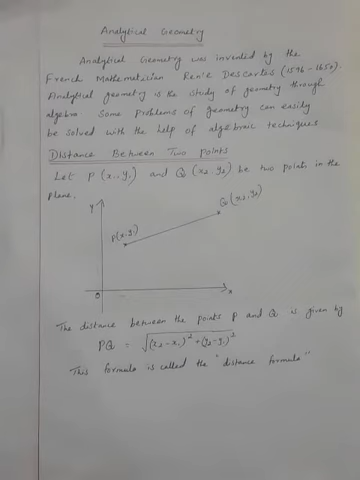 Analytical Geometry
Analytical Geometry was invented by the
French Mathematician Renie Descartes (1596-1650).
Analytical geometry is the study of geometry through
algebra Some Problems of Geometry can easily
be solved with the help of algebraic techniques
Distance Between Two Points
Let P (x₁, y₁) and Q (x₂ y₂) be two points in the
plane.
Q (x₂, y₂)
y
P(x₁ y₁)
0
x
The distance between the points P and Q is given by
PQ = √(x₂-x₁)² + (y₂-y₁)²
This formula is called the "distance formula"